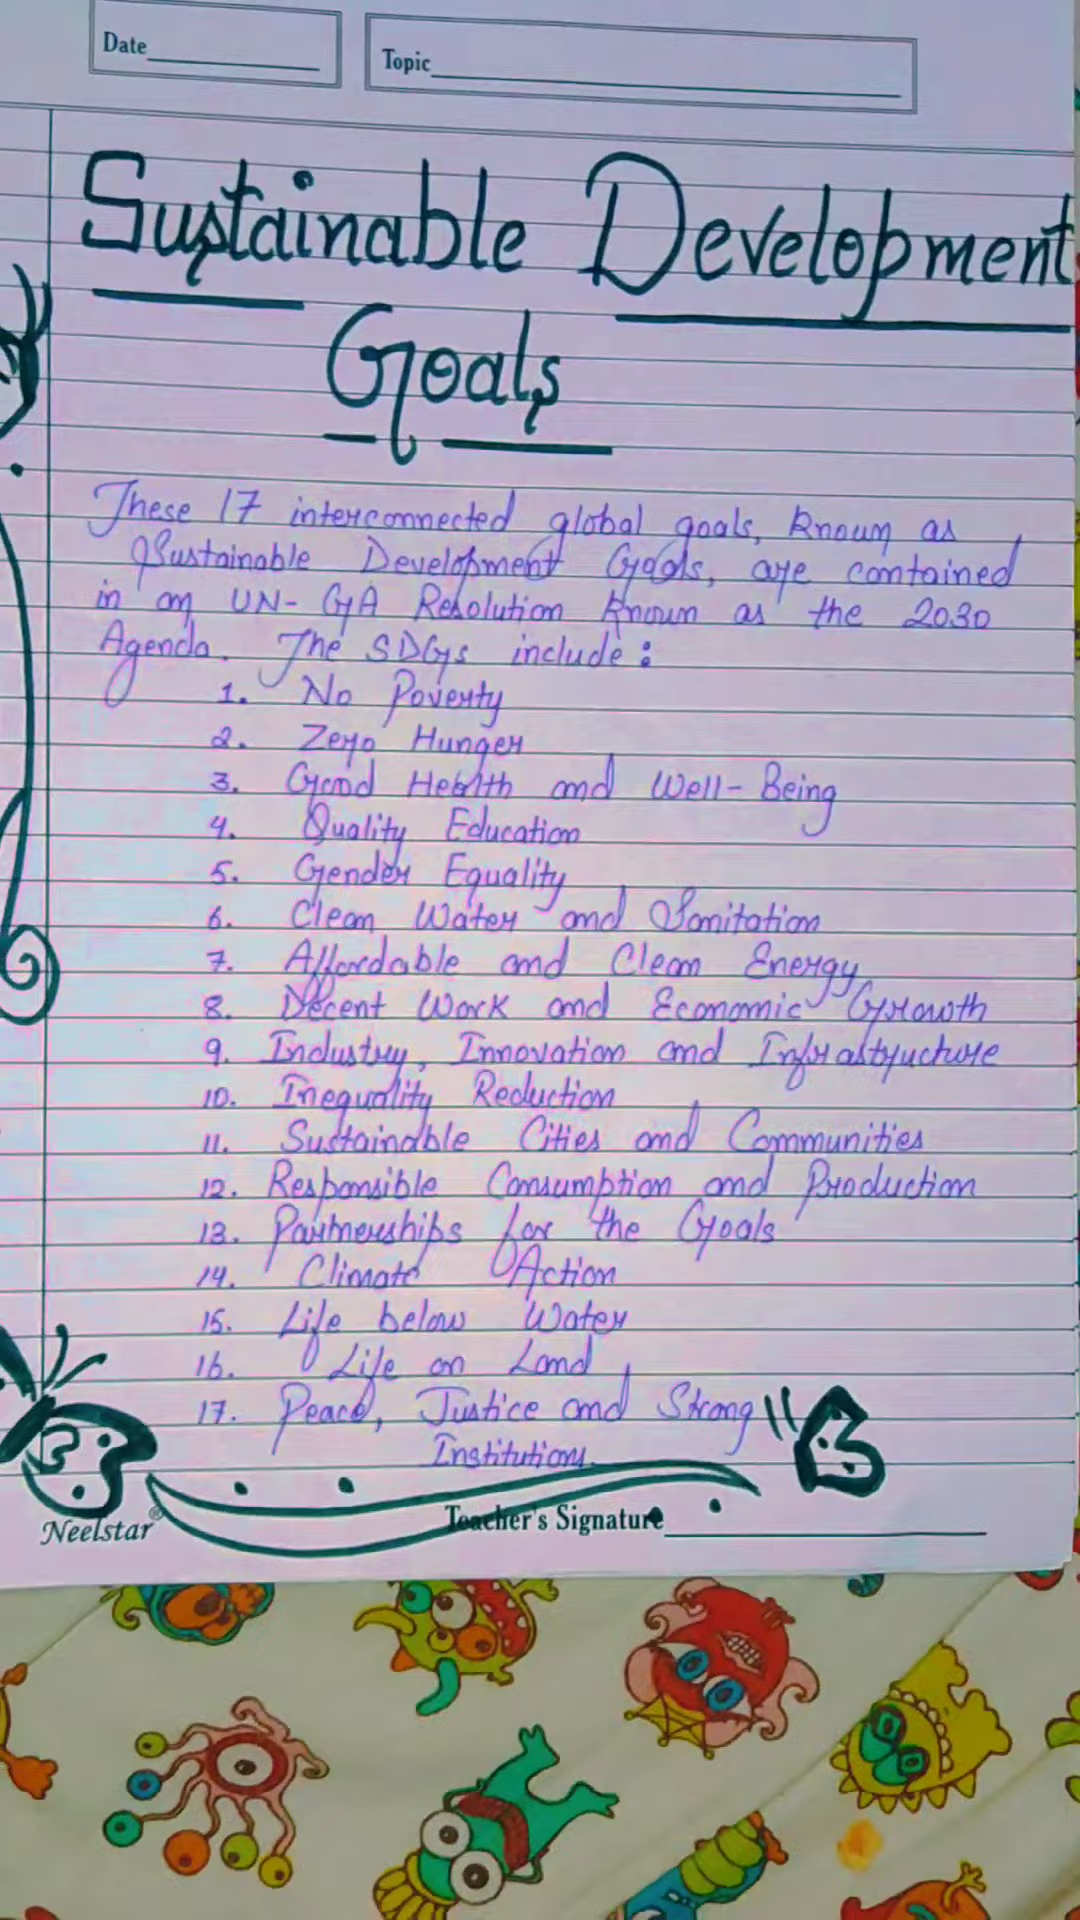 Date
Topic
Sustainable Development
Goals
These 17 interconnected global goals, known as
Sustainable Development Goals, are contained
in an UN-GA Resolution known as the 2030
Agenda. The SDGs include:
1. No Poverty
2. Zero Hunger
3. Good Health and Well-Being
4. Quality Education
5. Gender Equality
6. Clean Water and Sanitation
7. Affordable and Clean Energy
8. Decent Work and Economic Growth
9. Industry, Innovation and Infrastructure
10. Inequality Reduction
11. Sustainable Cities and Communities
12. Responsible Consumption and Production
13. Partnerships for the Goals
14. Climate Action
15. Life below Water
16. Life on Land
17. Peace, Justice and Strong
Institutions.
Neelstar®
Teacher's Signature